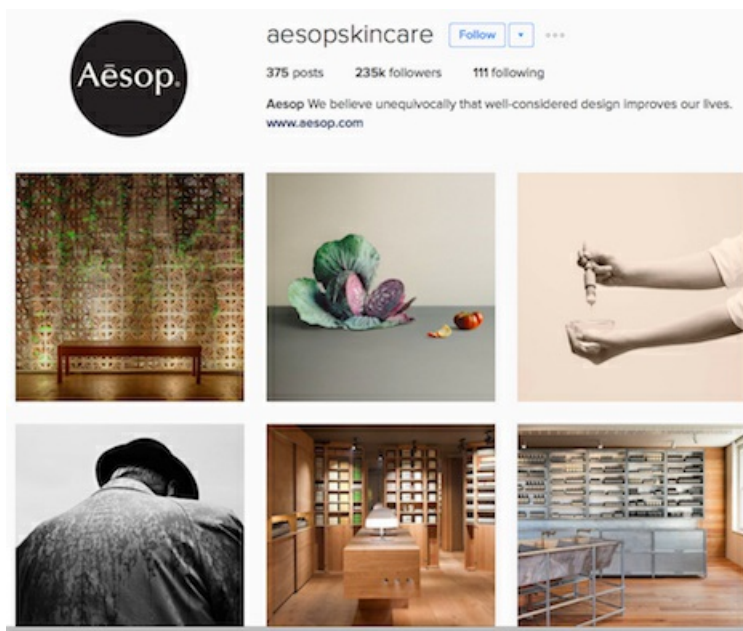 Aēsop.
aesopskincare Follow
375 posts 235k followers 111 following
Aesop We believe unequivocally that well-considered design improves our lives.
www.aesop.com